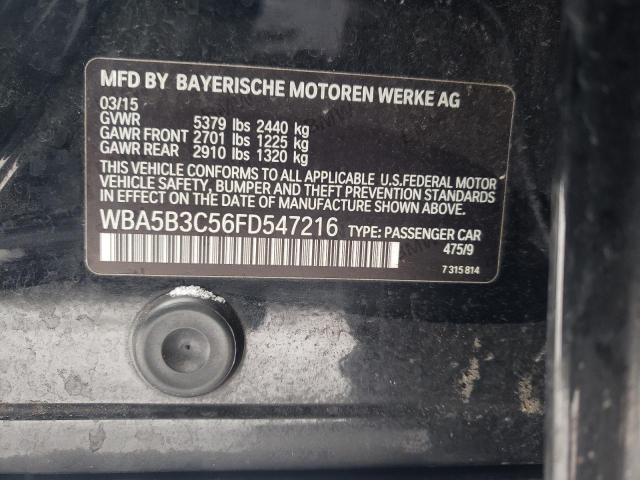 MFD BY BAYERISCHE MOTOREN WERKE AG
03/15
GVWR 5379 lbs 2440 kg
GAWR FRONT 2701 lbs 1225 kg
GAWR REAR 2910 lbs 1320 kg
THIS VEHICLE CONFORMS TO ALL APPLICABLE U.S.FEDERAL MOTOR
VEHICLE SAFETY, BUMPER AND THEFT PREVENTION STANDARDS
IN EFFECT ON THE DATE OF MANUFACTURE SHOWN ABOVE.
WBA5B3C56FD547216 TYPE: PASSENGER CAR
475/9
7 315 814